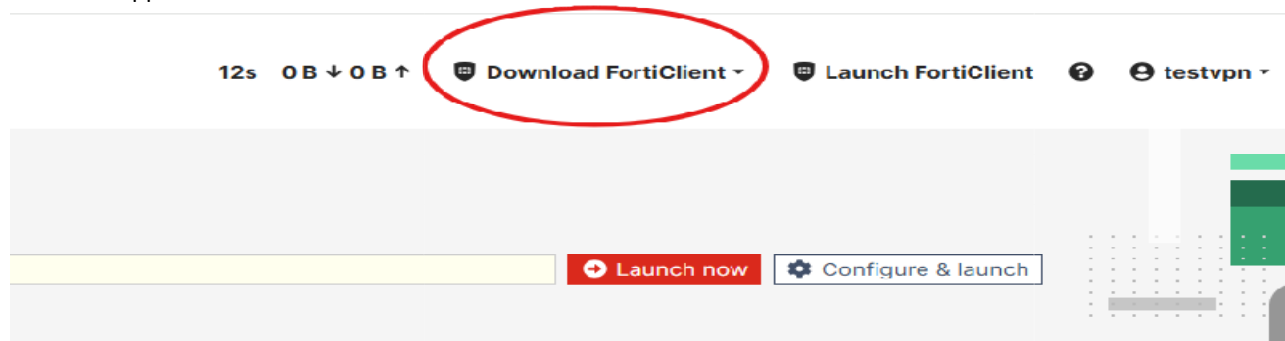 12s 0 B ↓ 0 B ↑ Download FortiClient Launch FortiClient ? testvpn
Launch now Configure & launch